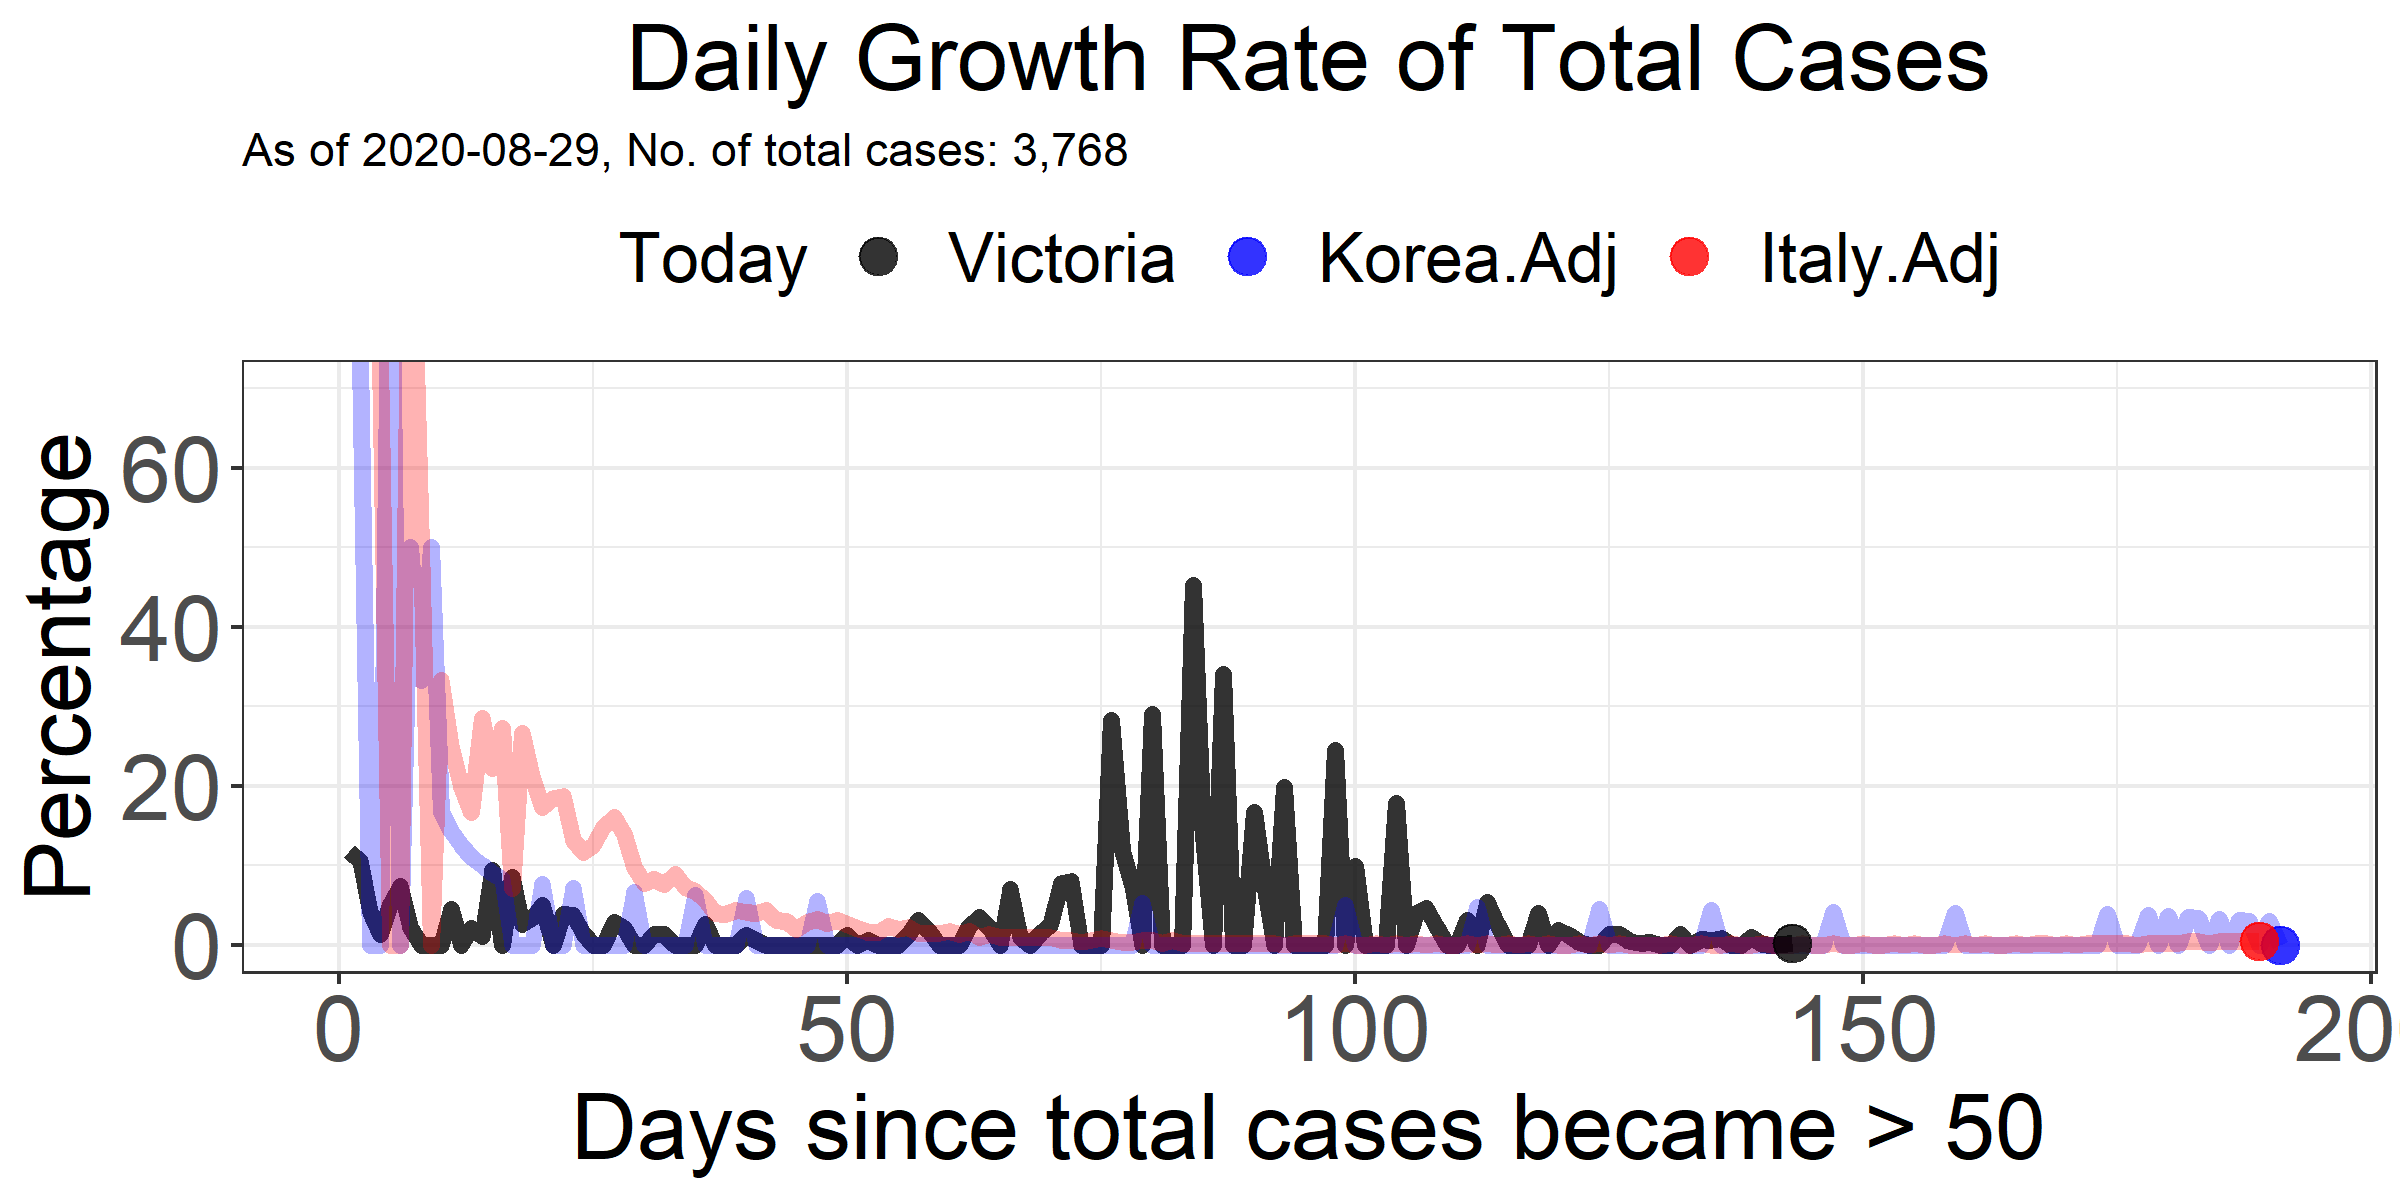 Daily Growth Rate of Total Cases
As of 2020-08-29, No. of total cases: 3,768
Today Victoria Korea.Adj Italy.Adj
Percentage
60
40
20
0
0 50 100 150 20
Days since total cases became > 50